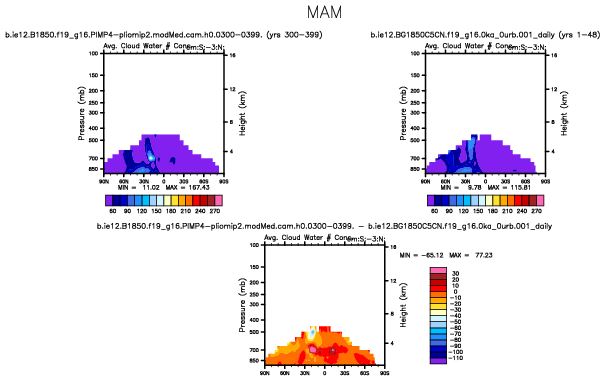 MAM
b.ie12.B1850.f19_g16.PlMP4-pliomip2.modMed.cam.h0.0300-0399. (yrs 300-399)
b.ie12.BG1850C5CN.f19_g16.0ka_0urb.001_daily (yrs 1-48)
Avg. Cloud Water # Conc.
Avg. Cloud Water # Conc.
Pressure (mb)
Height (km)
Pressure (mb)
Height (km)
100
150
200
250
300
400
500
700
850
16
12
8
4
100
150
200
250
300
400
500
700
850
16
12
8
4
90N 60N 30N 0 30S 60S 90S
90N 60N 30N 0 30S 60S 90S
MIN = 11.02 MAX = 167.43
MIN = 9.78 MAX = 115.81
60 90 120 150 180 210 240 270
60 90 120 150 180 210 240 270
b.ie12.B1850.f19_g16.PlMP4-pliomip2.modMed.cam.h0.0300-0399. - b.ie12.BG1850C5CN.f19_g16.0ka_0urb.001_daily
Avg. Cloud Water # Conc.
MIN = -65.12 MAX = 77.23
Pressure (mb)
Height (km)
100
150
200
250
300
400
500
700
850
16
12
8
4
90N 60N 30N 0 30S 60S 90S
30
20
10
0
-10
-20
-30
-40
-50
-60
-70
-80
-90
-100
-110